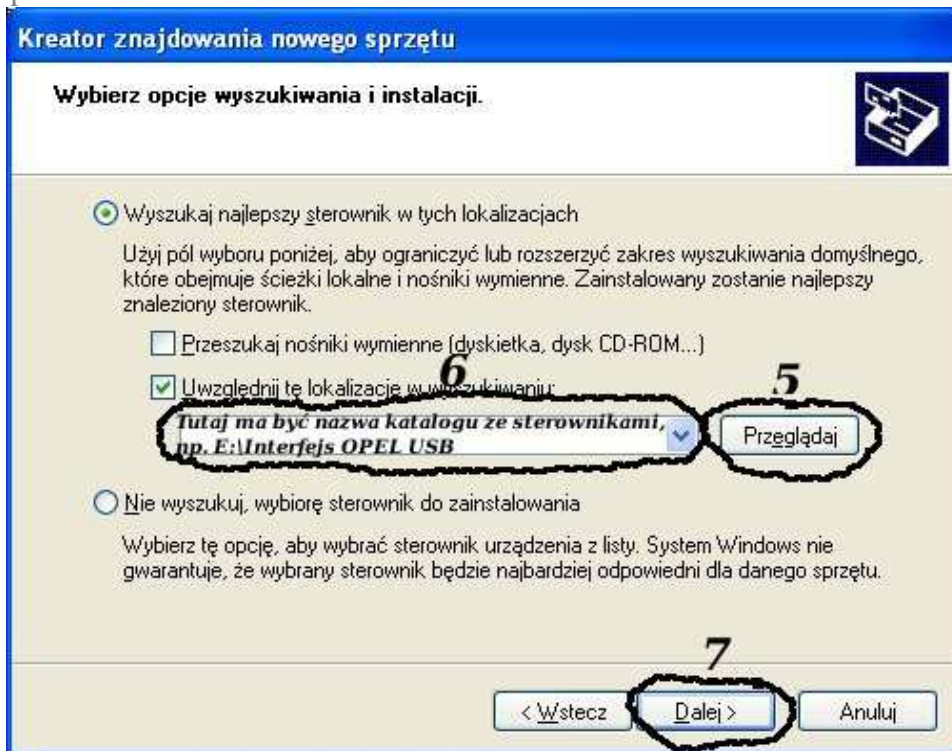 Kreator znajdowania nowego sprzętu
Wybierz opcje wyszukiwania i instalacji.
Wyszukaj najlepszy sterownik w tych lokalizacjach
Użyj pól wyboru poniżej, aby ograniczyć lub rozszerzyć zakres wyszukiwania domyślnego,
które obejmuje ścieżki lokalne i nośniki wymienne. Zainstalowany zostanie najlepszy
znaleziony sterownik.
Przeszukaj nośniki wymienne (dyskietka, dysk CD-ROM...)
6
5
Uwzględnij tę lokalizację w wyszukiwaniu:
Tutaj ma być nazwa katalogu ze sterownikami,
np. E:\Interfejs OPEL USB
Przeglądaj
Nie wyszukuj, wybiorę sterownik do zainstalowania
Wybierz tę opcję, aby wybrać sterownik urządzenia z listy. System Windows nie
gwarantuje, że wybrany sterownik będzie najbardziej odpowiedni dla danego sprzętu.
7
< Wstecz
Dalej >
Anuluj